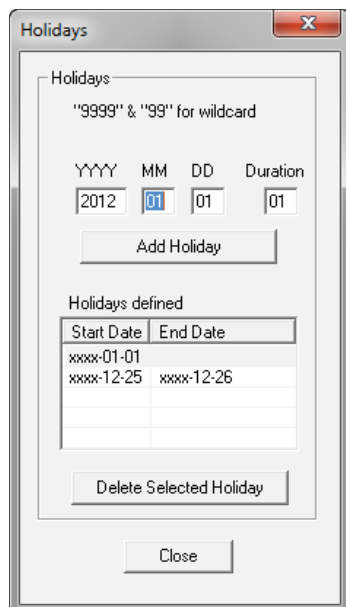 Holidays
Holidays
"9999" & "99" for wildcard
YYYY MM DD Duration
2012 01 01 01
Add Holiday
Holidays defined
Start Date End Date
xxxx-01-01
xxxx-12-25 xxxx-12-26
Delete Selected Holiday
Close